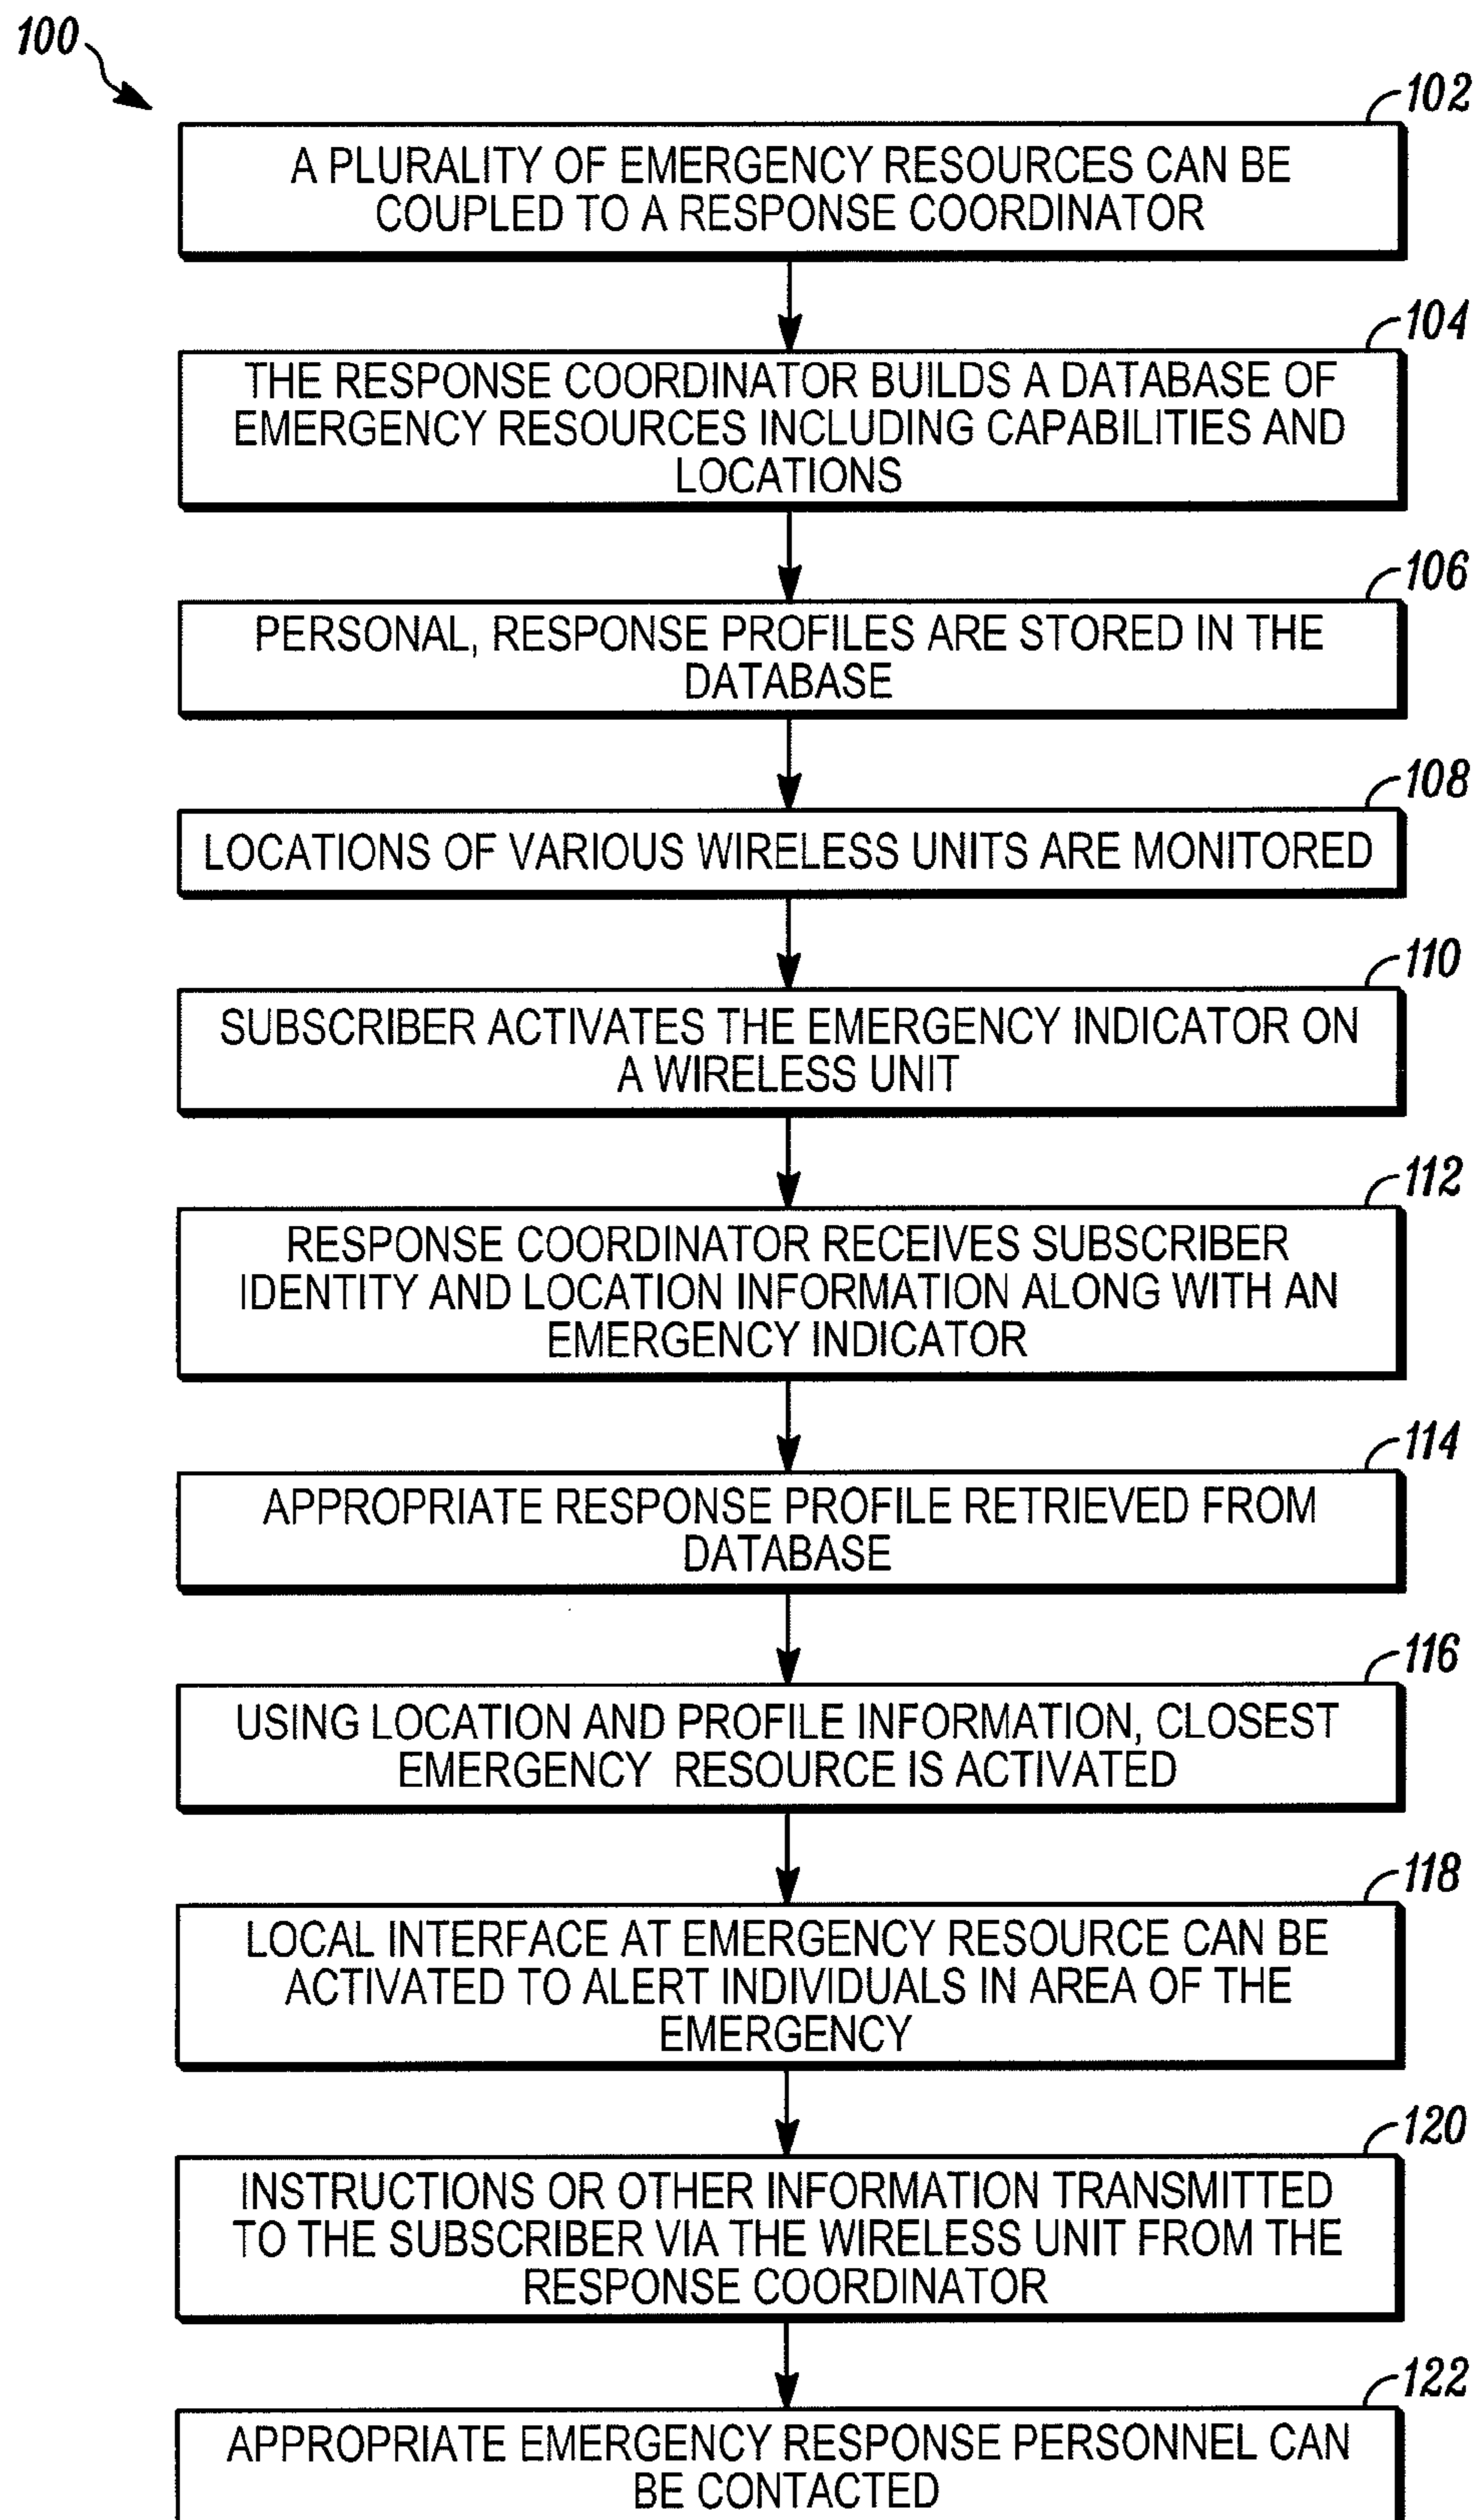 100
102
A PLURALITY OF EMERGENCY RESOURCES CAN BE
COUPLED TO A RESPONSE COORDINATOR
104
THE RESPONSE COORDINATOR BUILDS A DATABASE OF
EMERGENCY RESOURCES INCLUDING CAPABILITIES AND
LOCATIONS
106
PERSONAL, RESPONSE PROFILES ARE STORED IN THE
DATABASE
108
LOCATIONS OF VARIOUS WIRELESS UNITS ARE MONITORED
110
SUBSCRIBER ACTIVATES THE EMERGENCY INDICATOR ON
A WIRELESS UNIT
112
RESPONSE COORDINATOR RECEIVES SUBSCRIBER
IDENTITY AND LOCATION INFORMATION ALONG WITH AN
EMERGENCY INDICATOR
114
APPROPRIATE RESPONSE PROFILE RETRIEVED FROM
DATABASE
116
USING LOCATION AND PROFILE INFORMATION, CLOSEST
EMERGENCY RESOURCE IS ACTIVATED
118
LOCAL INTERFACE AT EMERGENCY RESOURCE CAN BE
ACTIVATED TO ALERT INDIVIDUALS IN AREA OF THE
EMERGENCY
120
INSTRUCTIONS OR OTHER INFORMATION TRANSMITTED
TO THE SUBSCRIBER VIA THE WIRELESS UNIT FROM THE
RESPONSE COORDINATOR
122
APPROPRIATE EMERGENCY RESPONSE PERSONNEL CAN
BE CONTACTED